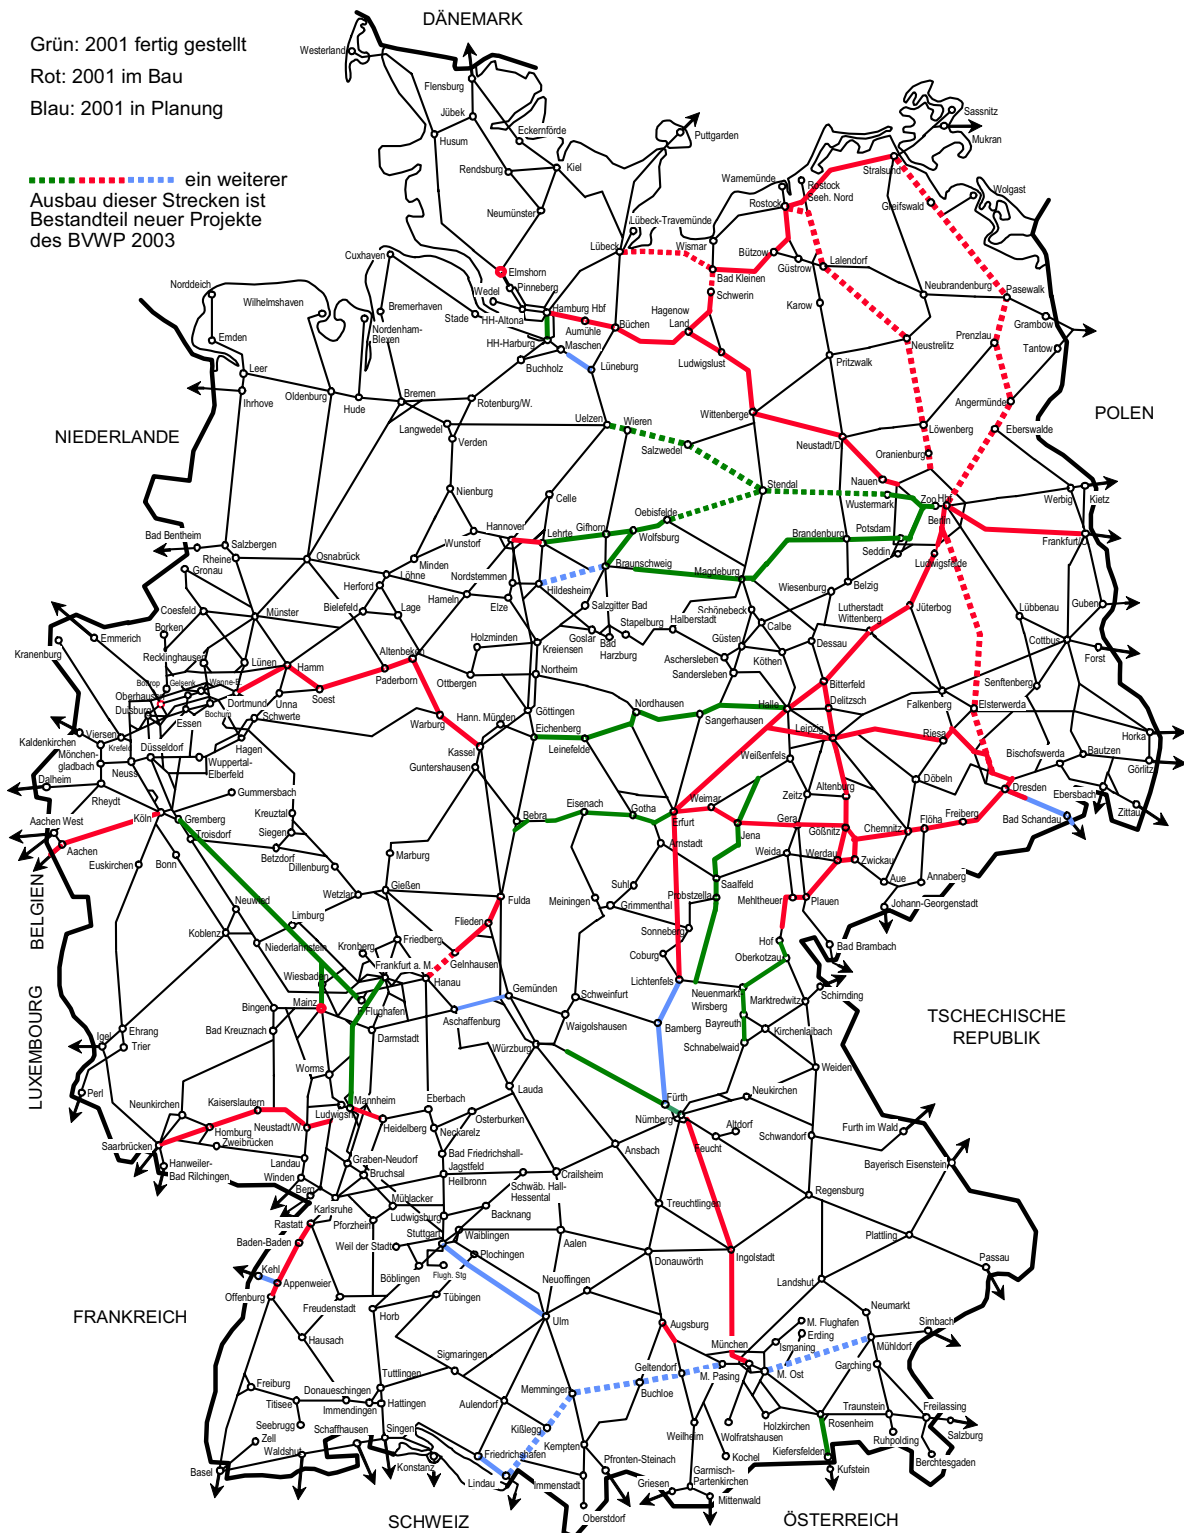 DÄNEMARK
Grün: 2001 fertig gestellt
Rot: 2001 im Bau
Blau: 2001 in Planung
ein weiterer
Ausbau dieser Strecken ist
Bestandteil neuer Projekte
des BVWP 2003
Westerland
Flensburg
Jübek
Husum
Eckernförde
Rendsburg
Kiel
Neumünster
Puttgarden
Sassnitz
Mukran
Stralsund
Warnemünde
Rostock
Seeh. Nord
Rostock
Greifswald
Wolgast
Lübeck-Travemünde
Lübeck
Wismar
Bützow
Güstrow
Lalendorf
Bad Kleinen
Schwerin
Cuxhaven
Elmshorn
Pinneberg
Wedel
Norddeich
Wilhelmshaven
Bremerhaven
Stade
HH-Altona
Hamburg Hbf
Aumühle
Büchen
Hagenow
Land
Karow
Neubrandenburg
Pasewalk
Grambow
Tantow
Nordenham-
Blexen
Emden
HH-Harburg
Maschen
Buchholz
Lüneburg
Ludwigslust
Pritzwalk
Neustrelitz
Prenzlau
Leer
Ihrhove
Oldenburg
Hude
Bremen
Rotenburg/W.
Langwedel
Verden
Uelzen
Wieren
Salzwedel
Wittenberge
Neustadt/D.
Löwenberg
Angermünde
Eberswalde
Oranienburg
POLEN
NIEDERLANDE
Nienburg
Celle
Stendal
Nauen
Wustermark
Zoo
Hbf
Berlin
Werbig
Kietz
Oebisfelde
Wolfsburg
Gifhorn
Hannover
Lehrte
Wunstorf
Brandenburg
Potsdam
Seddin
Ludwigsfelde
Frankfurt/O
Bad Bentheim
Salzbergen
Rheine
Gronau
Osnabrück
Minden
Löhne
Nordstemmen
Hildesheim
Braunschweig
Magdeburg
Wiesenburg
Belzig
Herford
Hameln
Elze
Salzgitter Bad
Schönebeck
Calbe
Lutherstadt
Wittenberg
Jüterbog
Lübbenau
Guben
Coesfeld
Münster
Bielefeld
Lage
Goslar
Bad
Harzburg
Stapelburg
Halberstadt
Güsten
Dessau
Cottbus
Forst
Emmerich
Kranenburg
Borken
Holzminden
Kreiensen
Aschersleben
Sandersleben
Köthen
Bitterfeld
Delitzsch
Recklinghausen
Lünen
Hamm
Altenbeken
Paderborn
Ottbergen
Northeim
Senftenberg
Bottrop
Gelsenk.
Wanne-E.
Oberhausen
Duisburg
Essen
Bochum
Dortmund
Unna
Soest
Schwerte
Warburg
Göttingen
Nordhausen
Sangerhausen
Halle
Leipzig
Falkenberg
Elsterwerda
Viersen
Kaldenkirchen
Krefeld
Mönchen-
gladbach
Düsseldorf
Neuss
Hagen
Wuppertal-
Elberfeld
Hann. Münden
Kassel
Eichenberg
Leinefelde
Riesa
Bischofswerda
Bautzen
Horka
Görlitz
Guntershausen
Weißenfels
Dalheim
Rheydt
Gummersbach
Zeitz
Altenburg
Döbeln
Dresden
Ebersbach
Zittau
Köln
Gremberg
Troisdorf
Kreuztal
Siegen
Bebra
Eisenach
Gotha
Erfurt
Weimar
Jena
Gera
Gößnitz
Chemnitz
Flöha
Freiberg
Bad Schandau
Aachen West
Aachen
Euskirchen
Bonn
Betzdorf
Dillenburg
Marburg
Arnstadt
Weida
Werdau
Zwickau
BELGIEN
Wetzlar
Gießen
Fulda
Suhl
Meiningen
Grimmenthal
Saalfeld
Probstzella
Mehltheuer
Plauen
Aue
Annaberg
Johann-Georgenstadt
Neuwied
Limburg
Koblenz
Niederlahnstein
Friedberg
Kronberg
Flieden
Gelnhausen
Sonneberg
Coburg
Hof
Oberkotzau
Bad Brambach
Wiesbaden
Frankfurt a. M.
Hanau
Mainz
F. Flughafen
Bingen
Gemünden
Schweinfurt
Lichtenfels
Neuenmarkt
Wirsberg
Marktredwitz
Schirnding
LUXEMBOURG
Bad Kreuznach
Darmstadt
Aschaffenburg
Waigolshausen
Bamberg
Bayreuth
Schnabelwaid
Kirchenlaibach
TSCHECHISCHE
REPUBLIK
Ehrang
Igel
Trier
Würzburg
Weiden
Worms
Lauda
Perl
Neunkirchen
Kaiserslautern
Mannheim
Ludwigsh.
Eberbach
Osterburken
Fürth
Nürnberg
Neukirchen
Altdorf
Feucht
Schwandorf
Furth im Wald
Homburg
Zweibrücken
Neustadt/W.
Heidelberg
Neckarelz
Saarbrücken
Hanweiler-
Bad Rilchingen
Landau
Winden
Berg
Graben-Neudorf
Bruchsal
Bad Friedrichshall-
Jagstfeld
Heilbronn
Ansbach
Crailsheim
Bayerisch Eisenstein
Schwäb. Hall-
Hessental
Karlsruhe
Mühlacker
Ludwigsburg
Backnang
Treuchtlingen
Regensburg
Rastatt
Pforzheim
Stuttgart
Waiblingen
Baden-Baden
Weil der Stadt
Plochingen
Aalen
Donauwörth
Ingolstadt
Plattling
Passau
Kehl
Appenweier
Offenburg
Böblingen
Flugh. Stg
Neuoffingen
Landshut
FRANKREICH
Freudenstadt
Tübingen
Horb
Ulm
Augsburg
Neumarkt
M. Flughafen
Erding
Ismaning
Simbach
Hausach
Sigmaringen
München
Mühldorf
Garching
Geltendorf
M. Pasing
M. Ost
Buchloe
Tuttlingen
Freiburg
Donaueschingen
Titisee
Immendingen
Hattingen
Aulendorf
Memmingen
Kißlegg
Traunstein
Freilassing
Salzburg
Rosenheim
Holzkirchen
Ruhpolding
Berchtesgaden
Seebrugg
Zell
Schaffhausen
Waldshut
Singen
Konstanz
Basel
Friedrichshafen
Kempten
Weilheim
Wolfratshausen
Kochel
Kiefersfelden
Kufstein
Lindau
Immenstadt
Pfronten-Steinach
Garmisch-
Partenkirchen
Griesen
Mittenwald
Oberstdorf
SCHWEIZ
ÖSTERREICH